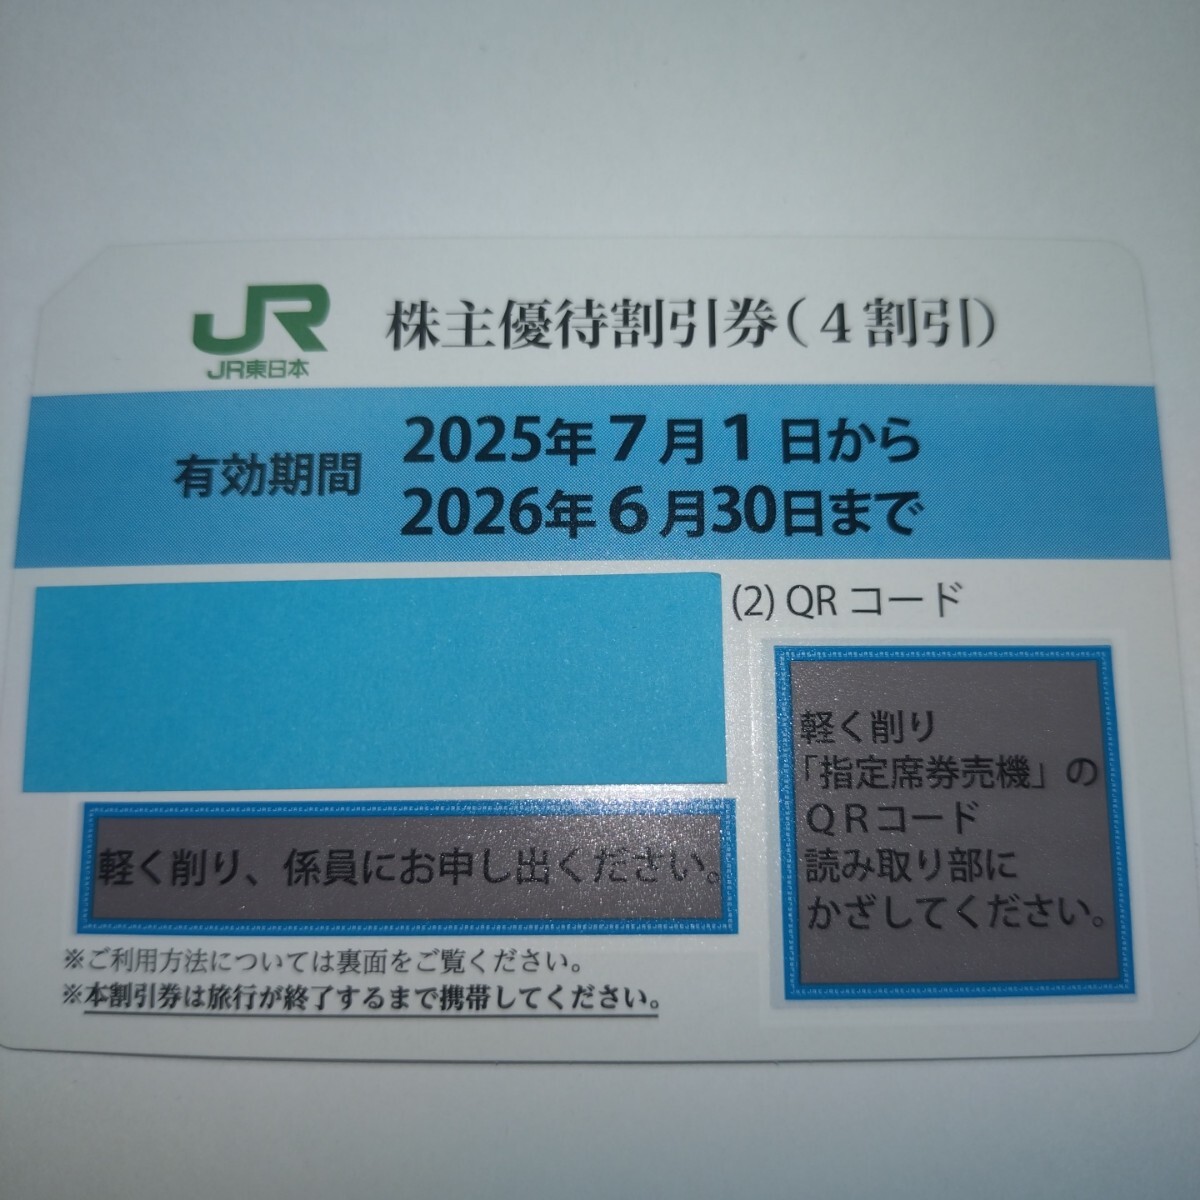 JR
JR東日本
株主優待割引券(4割引)
有効期間
2025年7月1日から
2026年6月30日まで
(2) QR コード
軽く削り
「指定席券売機」の
QRコード
読み取り部に
かざしてください。
軽く削り、係員にお申し出ください。
※ご利用方法については裏面をご覧ください。
※本割引券は旅行が終了するまで携帯してください。